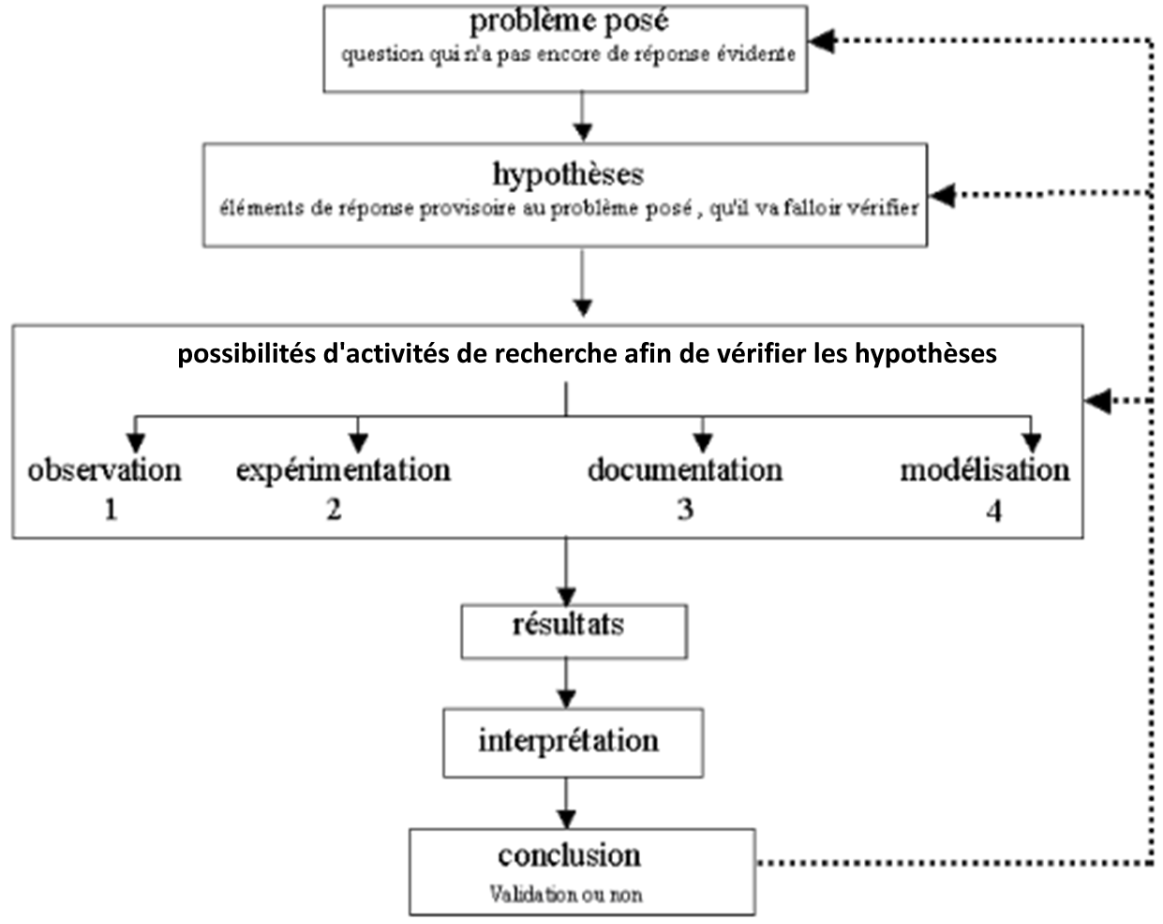 problème posé
question qui n'a pas encore de réponse évidente
hypothèses
éléments de réponse provisoire au problème posé , qu'il va falloir vérifier
possibilités d'activités de recherche afin de vérifier les hypothèses
observation expérimentation documentation modélisation
1 2 3 4
résultats
interprétation
conclusion
Validation ou non